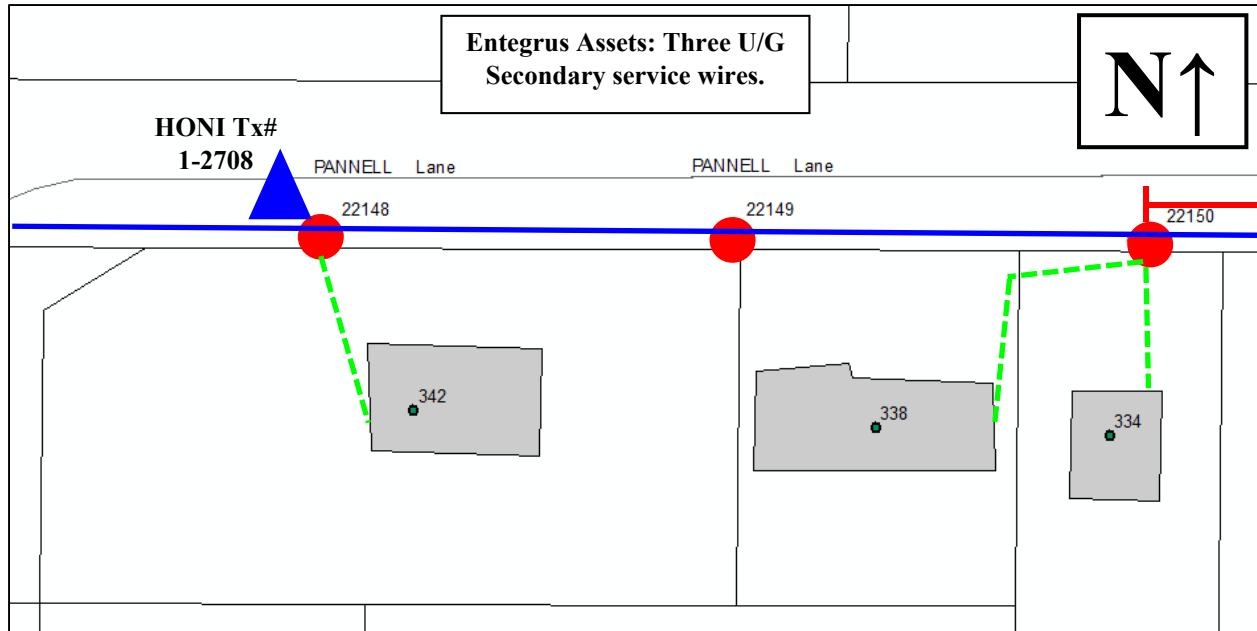 Entegrus Assets: Three U/G
Secondary service wires.
N↑
HONI Tx#
1-2708
PANNELL Lane
PANNELL Lane
22148
22149
22150
342
338
334